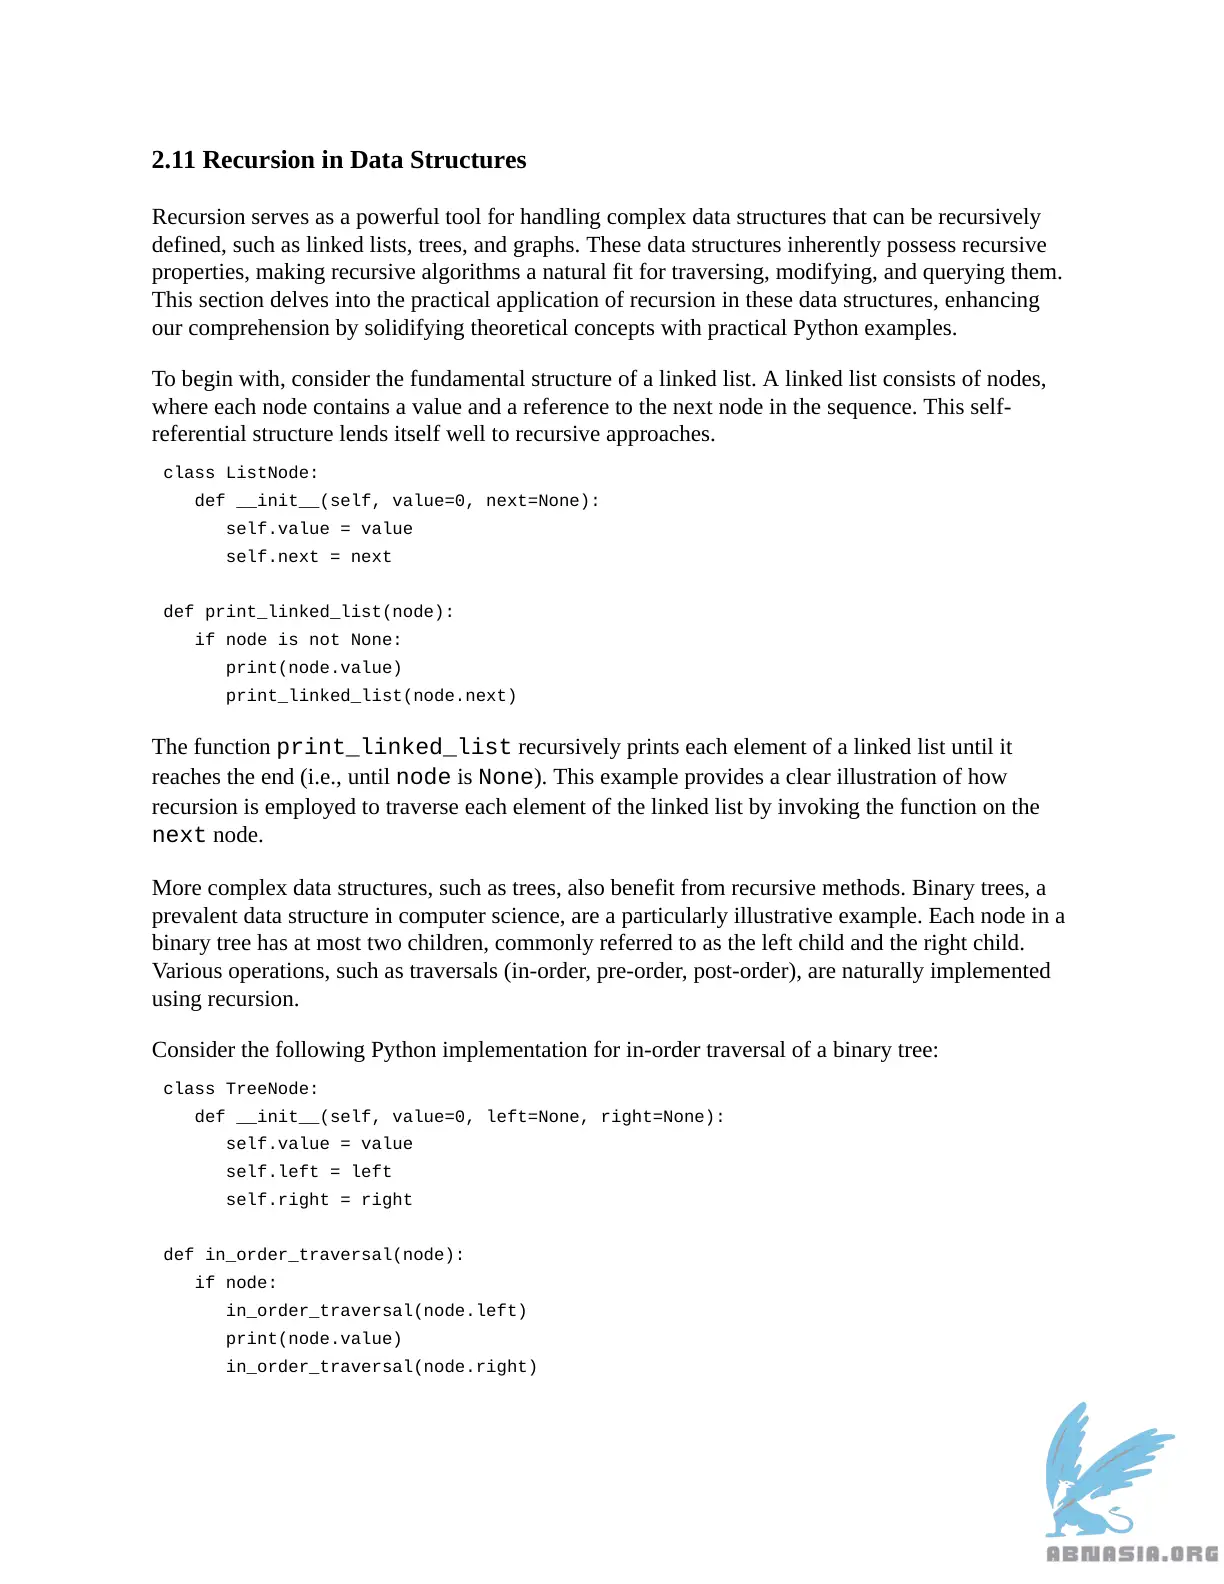 2.11 Recursion in Data Structures
Recursion serves as a powerful tool for handling complex data structures that can be recursively
defined, such as linked lists, trees, and graphs. These data structures inherently possess recursive
properties, making recursive algorithms a natural fit for traversing, modifying, and querying them.
This section delves into the practical application of recursion in these data structures, enhancing
our comprehension by solidifying theoretical concepts with practical Python examples.
To begin with, consider the fundamental structure of a linked list. A linked list consists of nodes,
where each node contains a value and a reference to the next node in the sequence. This self-
referential structure lends itself well to recursive approaches.
class ListNode:
   def __init__(self, value=0, next=None):
      self.value = value
      self.next = next
def print_linked_list(node):
   if node is not None:
      print(node.value)
      print_linked_list(node.next)
The function print_linked_list recursively prints each element of a linked list until it
reaches the end (i.e., until node is None). This example provides a clear illustration of how
recursion is employed to traverse each element of the linked list by invoking the function on the
next node.
More complex data structures, such as trees, also benefit from recursive methods. Binary trees, a
prevalent data structure in computer science, are a particularly illustrative example. Each node in a
binary tree has at most two children, commonly referred to as the left child and the right child.
Various operations, such as traversals (in-order, pre-order, post-order), are naturally implemented
using recursion.
Consider the following Python implementation for in-order traversal of a binary tree:
class TreeNode:
   def __init__(self, value=0, left=None, right=None):
      self.value = value
      self.left = left
      self.right = right
def in_order_traversal(node):
   if node:
      in_order_traversal(node.left)
      print(node.value)
      in_order_traversal(node.right)
ABNASIA.ORG